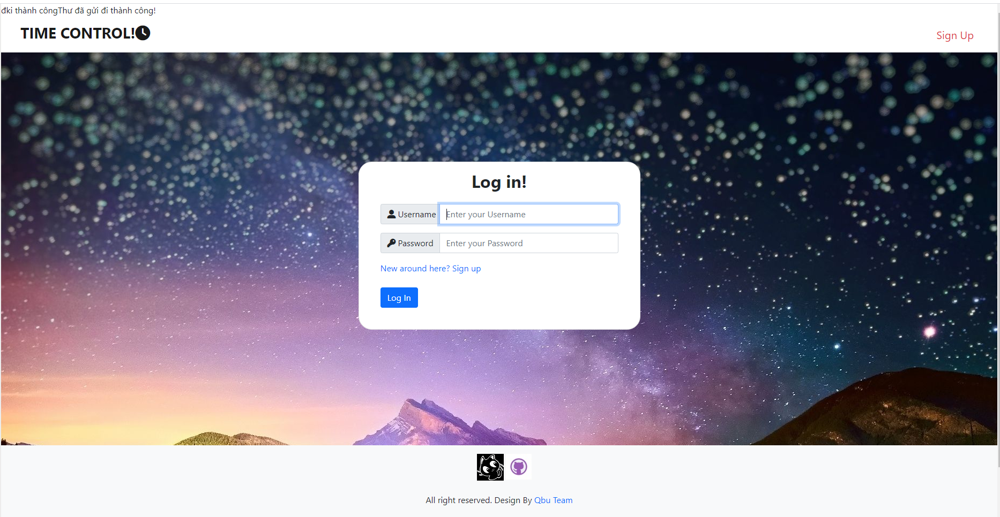 đki thành côngThư đã gửi đi thành công!
TIME CONTROL!
Sign Up
Log in!
Username
Enter your Username
Password
Enter your Password
New around here? Sign up
Log In
All right reserved. Design By Qbu Team